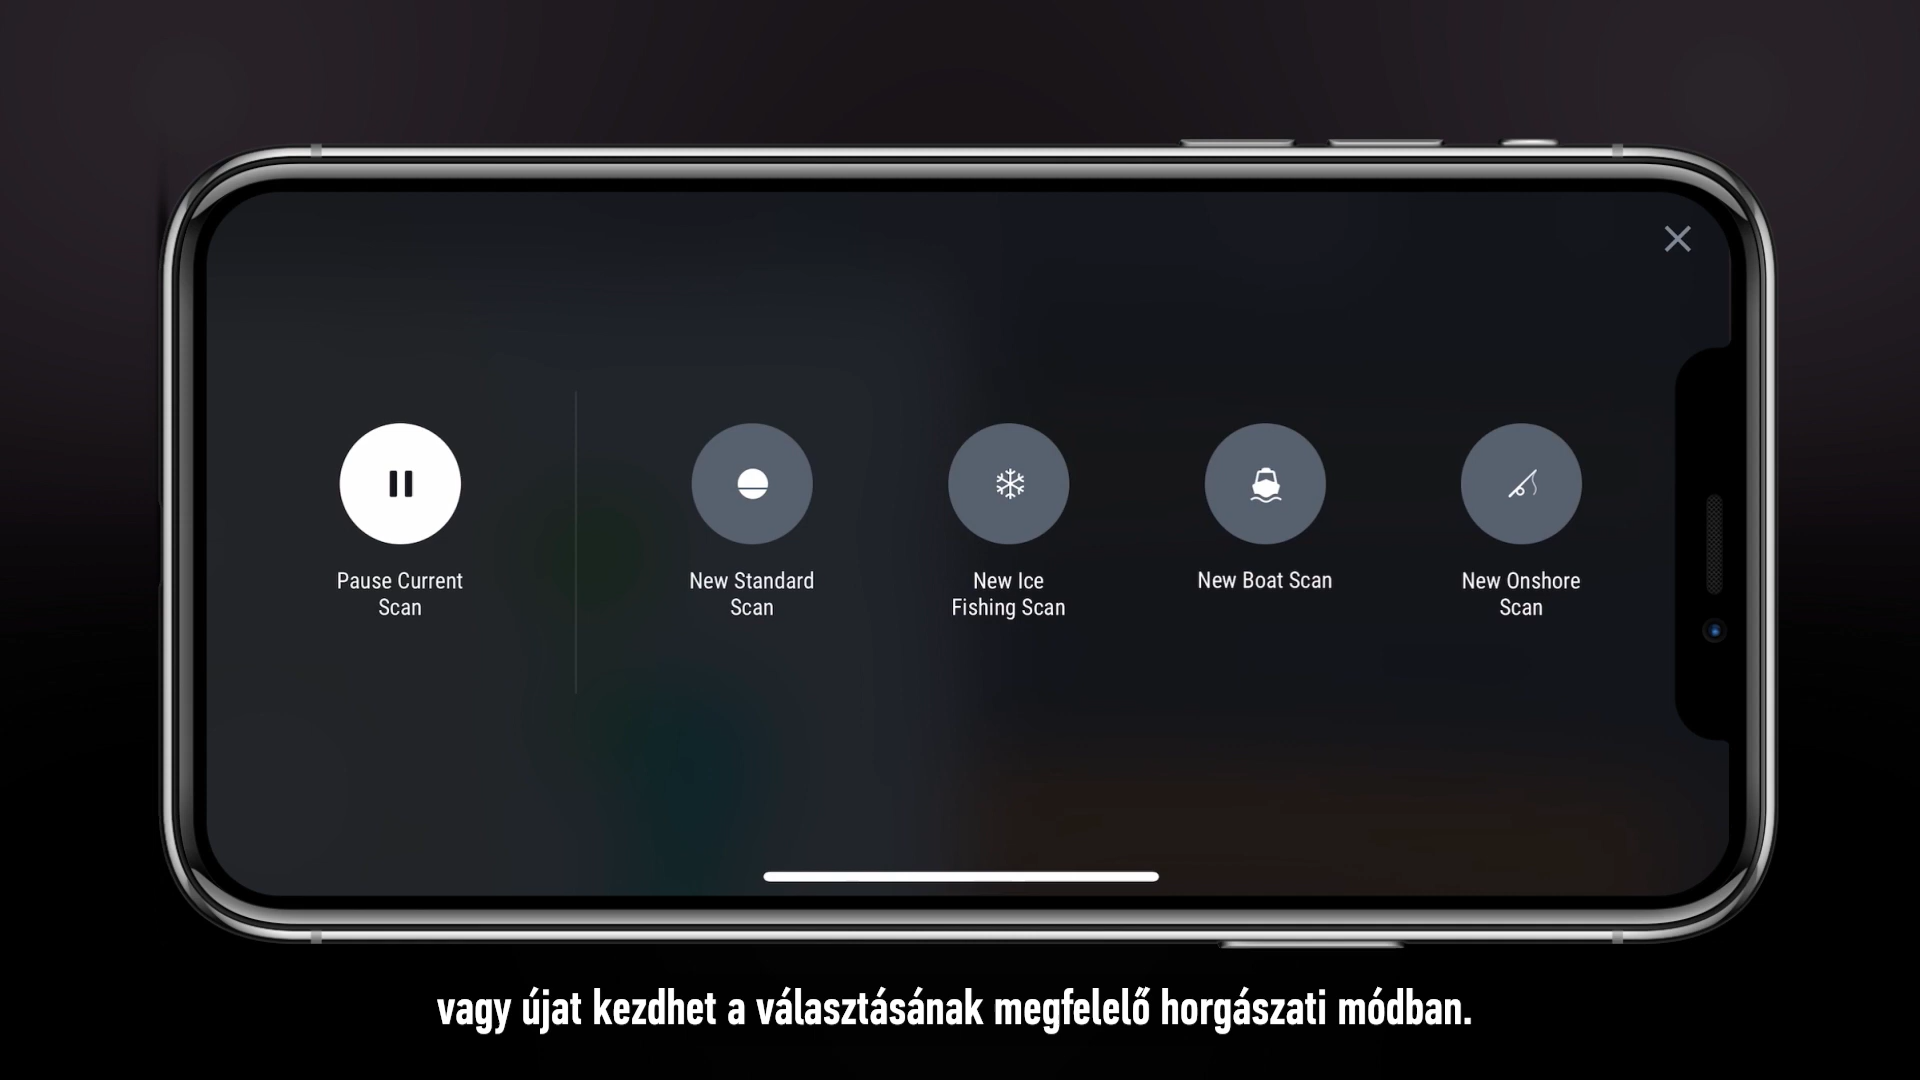 Pause Current
Scan
New Standard
Scan
New Ice
Fishing Scan
New Boat Scan
New Onshore
Scan
vagy újat kezdhet a választásának megfelelő horgászati módban.